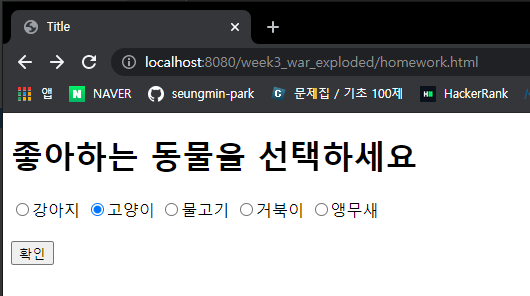 Title
localhost:8080/week3_war_exploded/homework.html
앱 NAVER seungmin-park 문제집 / 기초 100제 HackerRank
좋아하는 동물을 선택하세요
강아지 고양이 물고기 거북이 앵무새
확인